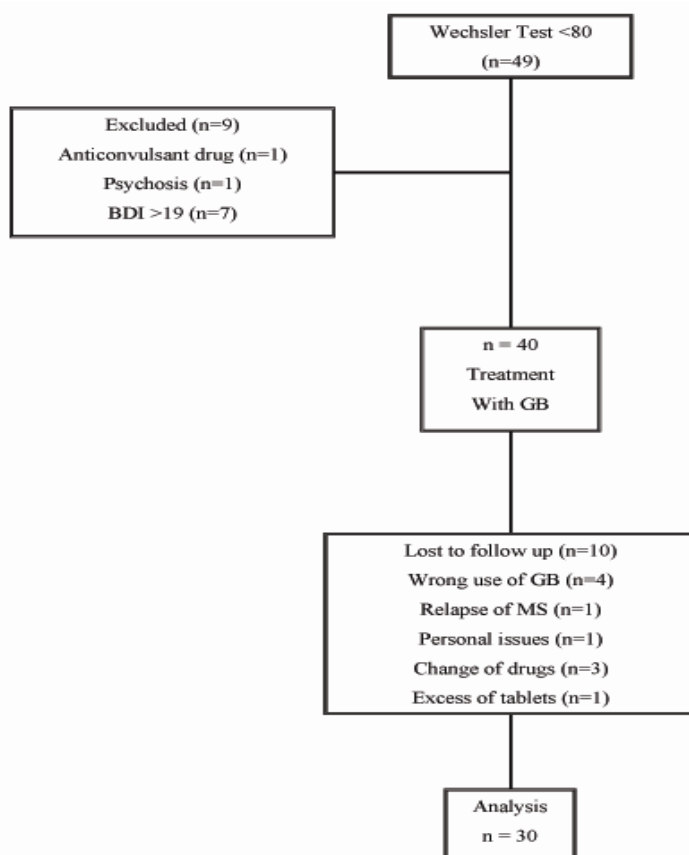 Wechsler Test <80
(n=49)
Excluded (n=9)
Anticonvulsant drug (n=1)
Psychosis (n=1)
BDI >19 (n=7)
n = 40
Treatment
With GB
Lost to follow up (n=10)
Wrong use of GB (n=4)
Relapse of MS (n=1)
Personal issues (n=1)
Change of drugs (n=3)
Excess of tablets (n=1)
Analysis
n = 30